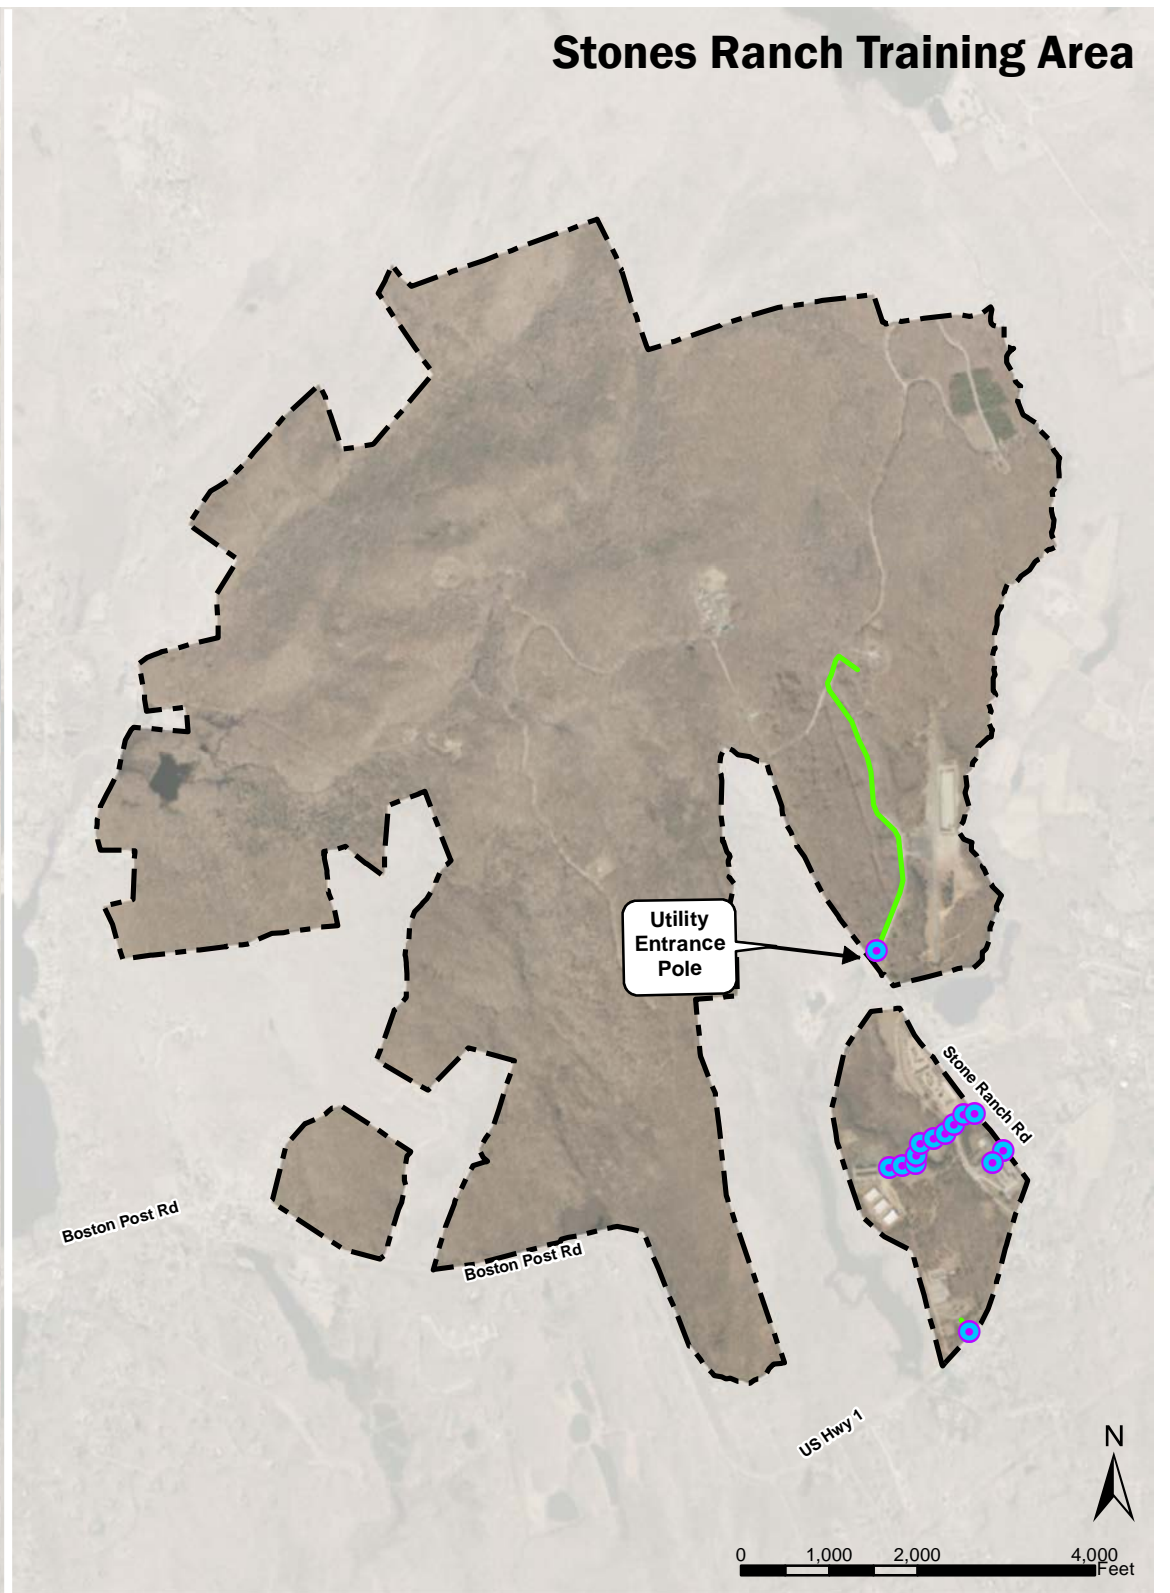 Stones Ranch Training Area
Utility
Entrance
Pole
Stone Ranch Rd
Boston Post Rd
Boston Post Rd
US Hwy 1
N
0 1,000 2,000 4,000
Feet